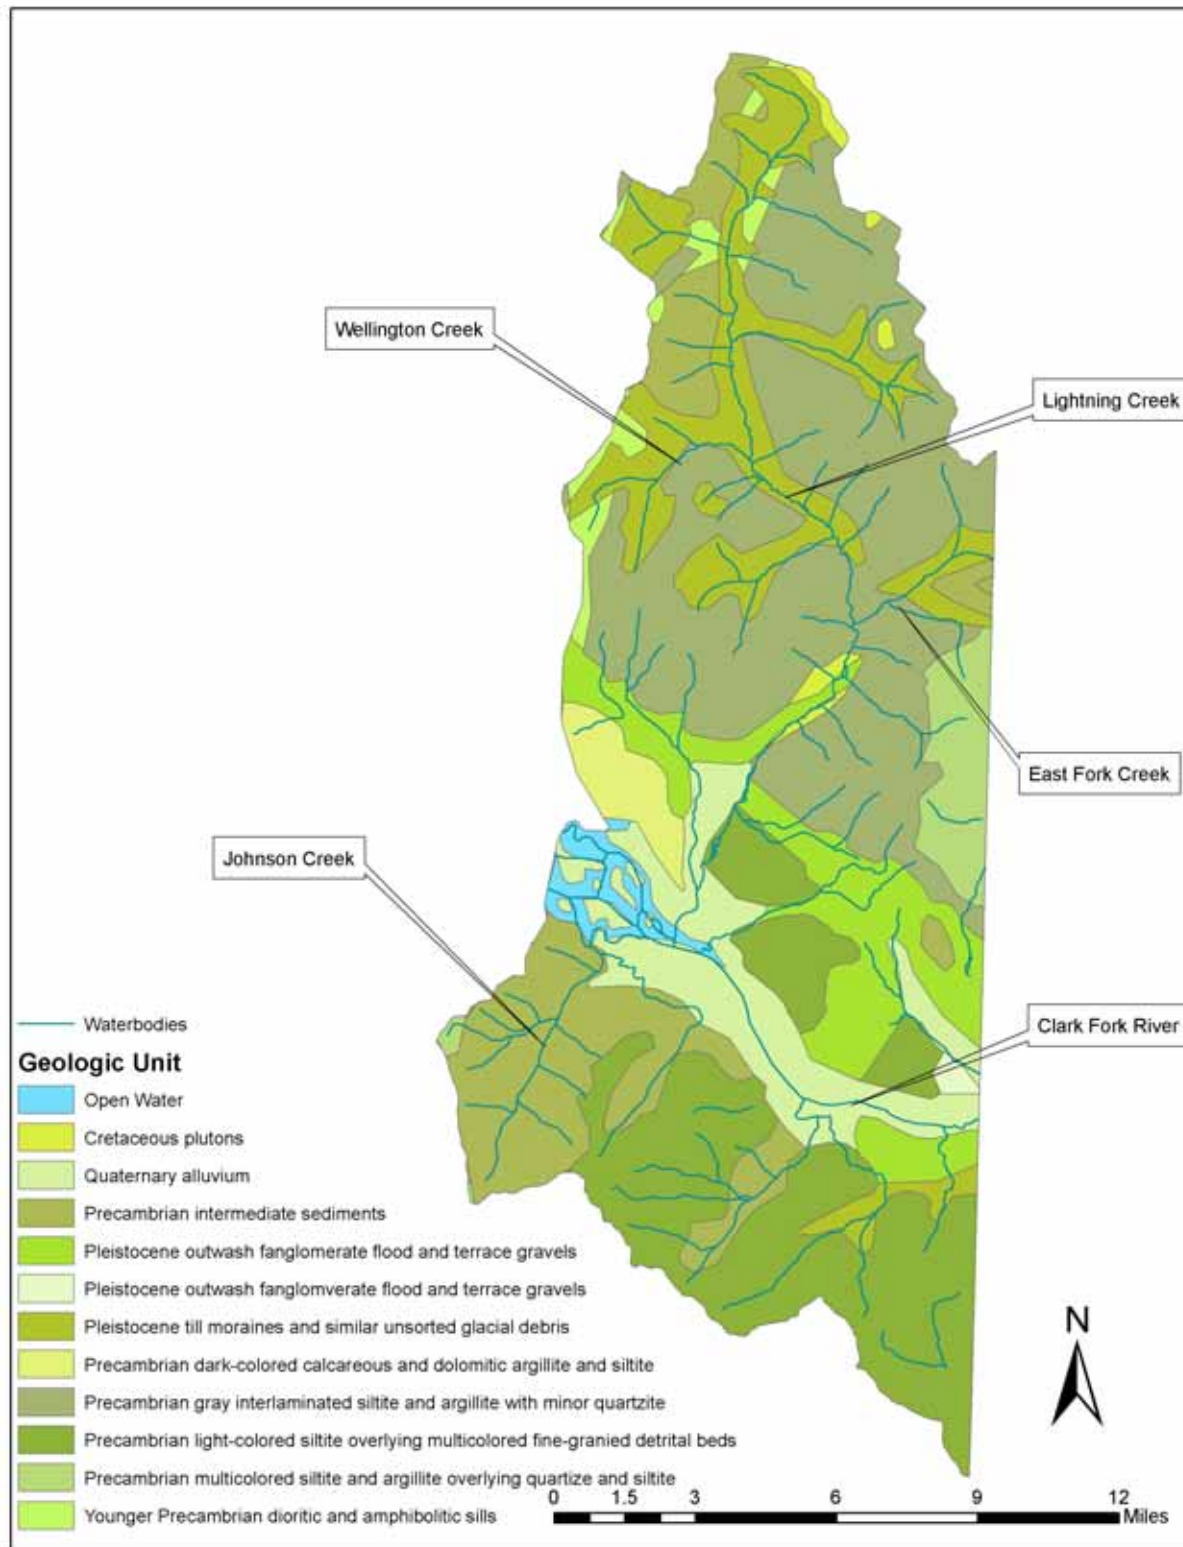 Wellington Creek
Lightning Creek
East Fork Creek
Johnson Creek
Clark Fork River
Waterbodies
Geologic Unit
Open Water
Cretaceous plutons
Quaternary alluvium
Precambrian intermediate sediments
Pleistocene outwash fanglomerate flood and terrace gravels
Pleistocene outwash fanglomverate flood and terrace gravels
Pleistocene till moraines and similar unsorted glacial debris
Precambrian dark-colored calcareous and dolomitic argillite and siltite
Precambrian gray interlaminated siltite and argillite with minor quartzite
Precambrian light-colored siltite overlying multicolored fine-granied detrital beds
Precambrian multicolored siltite and argillite overlying quartize and siltite
Younger Precambrian dioritic and amphibolitic sills
N
0 1.5 3 6 9 12
Miles